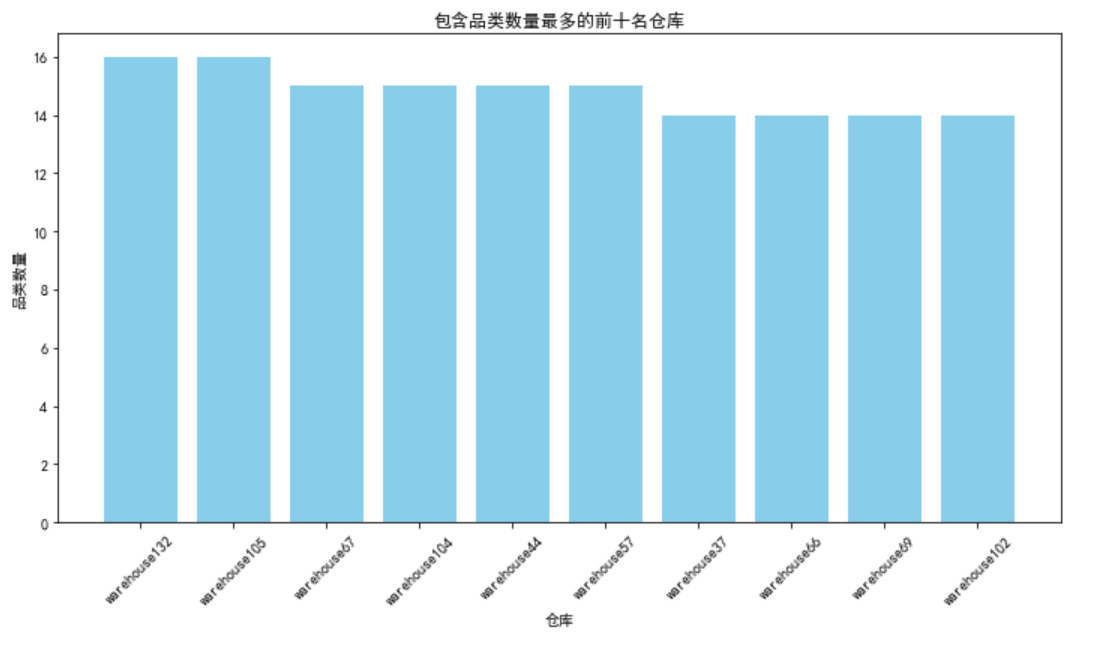 包含品类数量最多的前十名仓库
16
14
12
10
8
6
4
2
0
品类数量
warehouse132
warehouse105
warehouse67
warehouse104
warehouse44
warehouse57
warehouse37
warehouse66
warehouse69
warehouse102
仓库